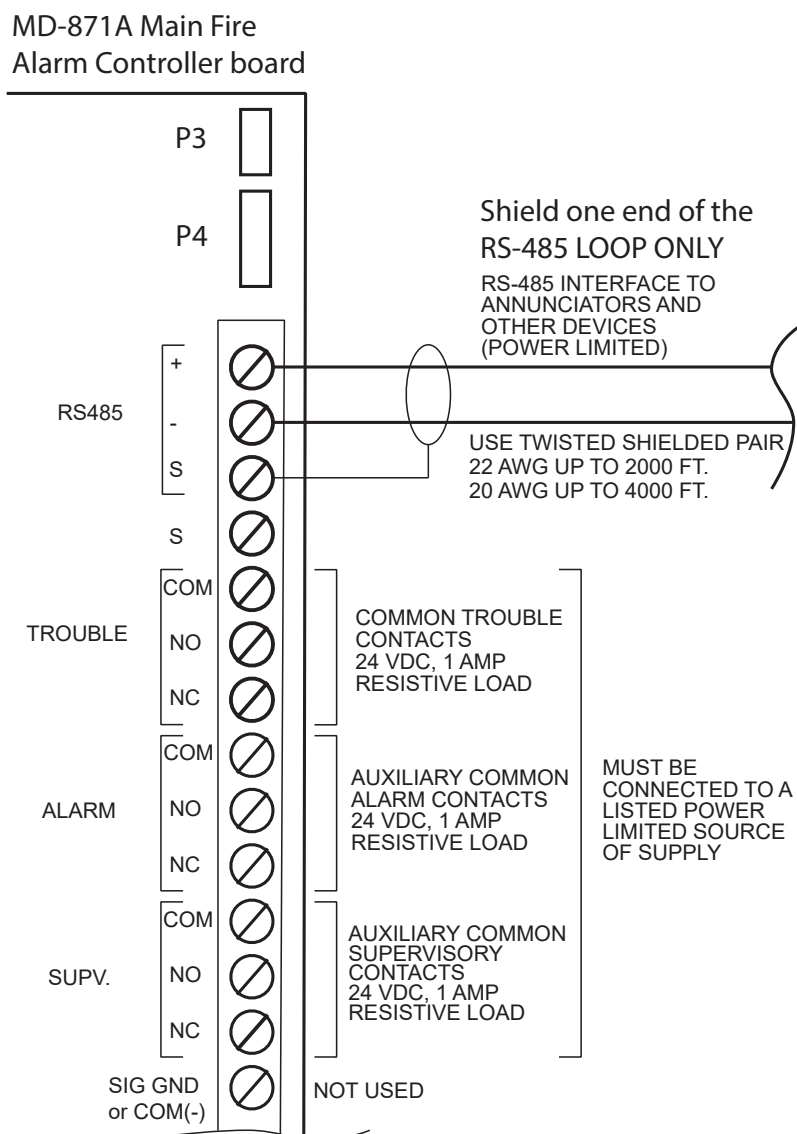 MD-871A Main Fire
Alarm Controller board
P3
P4
Shield one end of the
RS-485 LOOP ONLY
RS-485 INTERFACE TO
ANNUNCIATORS AND
OTHER DEVICES
(POWER LIMITED)
RS485
+
-
S
USE TWISTED SHIELDED PAIR
22 AWG UP TO 2000 FT.
20 AWG UP TO 4000 FT.
S
TROUBLE
COM
NO
NC
COMMON TROUBLE
CONTACTS
24 VDC, 1 AMP
RESISTIVE LOAD
ALARM
COM
NO
NC
AUXILIARY COMMON
ALARM CONTACTS
24 VDC, 1 AMP
RESISTIVE LOAD
MUST BE
CONNECTED TO A
LISTED POWER
LIMITED SOURCE
OF SUPPLY
SUPV.
COM
NO
NC
AUXILIARY COMMON
SUPERVISORY
CONTACTS
24 VDC, 1 AMP
RESISTIVE LOAD
SIG GND
or COM(-)
NOT USED